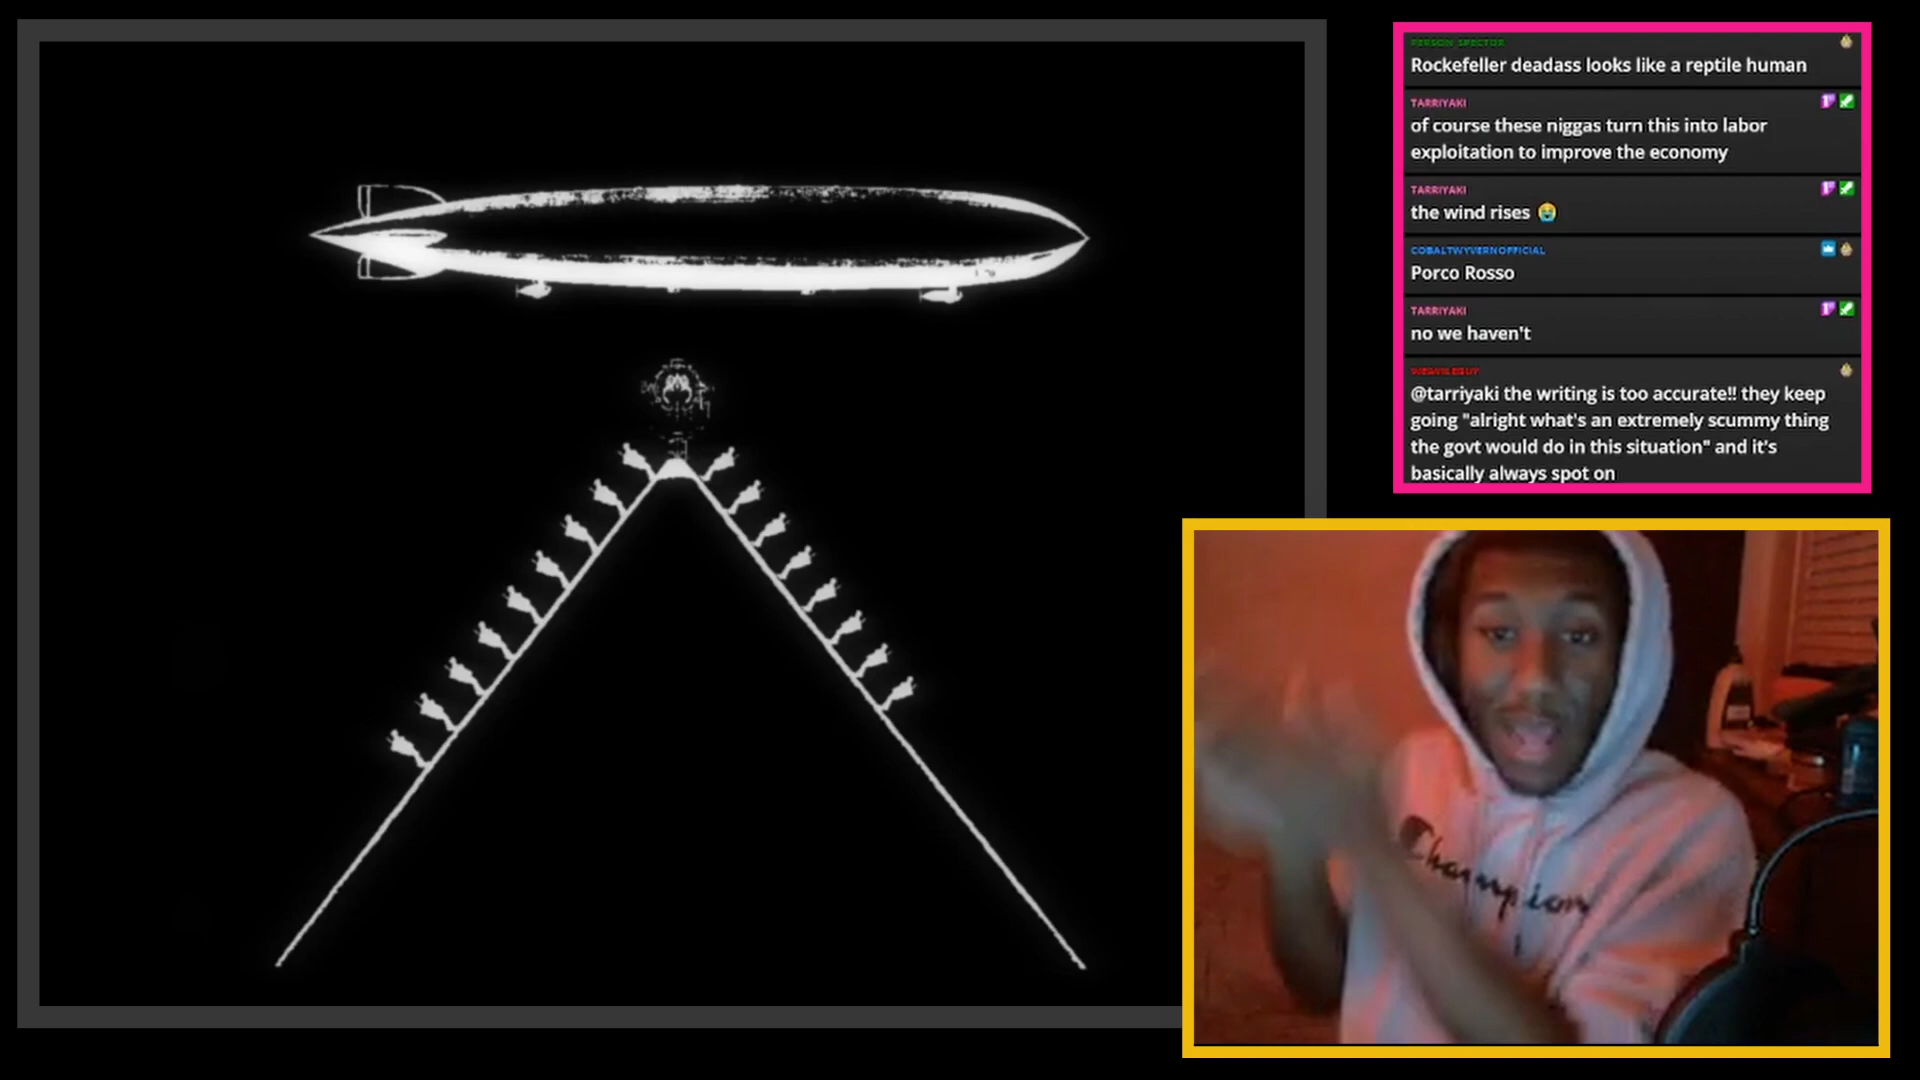 PERSON_SPECTOR
Rockefeller deadass looks like a reptile human
TARRIYAKI
of course these niggas turn this into labor
exploitation to improve the economy
TARRIYAKI
the wind rises 😭
COBALTWYVERNOFFICIAL
Porco Rosso
TARRIYAKI
no we haven't
@tarriyaki the writing is too accurate!! they keep
going "alright what's an extremely scummy thing
the govt would do in this situation" and it's
basically always spot on
Champion